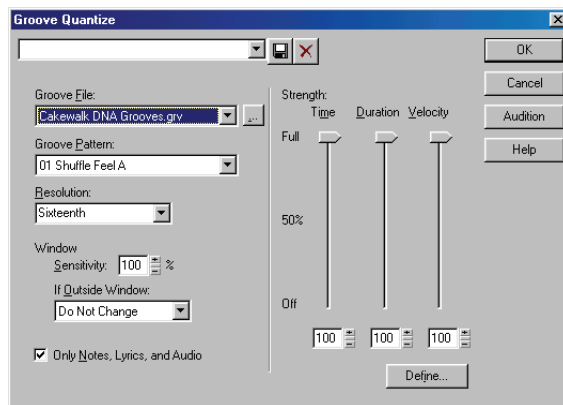 Groove Quantize
OK
Groove File:
Cakewalk DNA Grooves.grv
...
Groove Pattern:
01 Shuffle Feel A
Resolution:
Sixteenth
Window
Sensitivity: 100 %
If Outside Window:
Do Not Change
Only Notes, Lyrics, and Audio
Strength:
Time Duration Velocity
Full
50%
Off
100 100 100
Define...
Cancel
Audition
Help